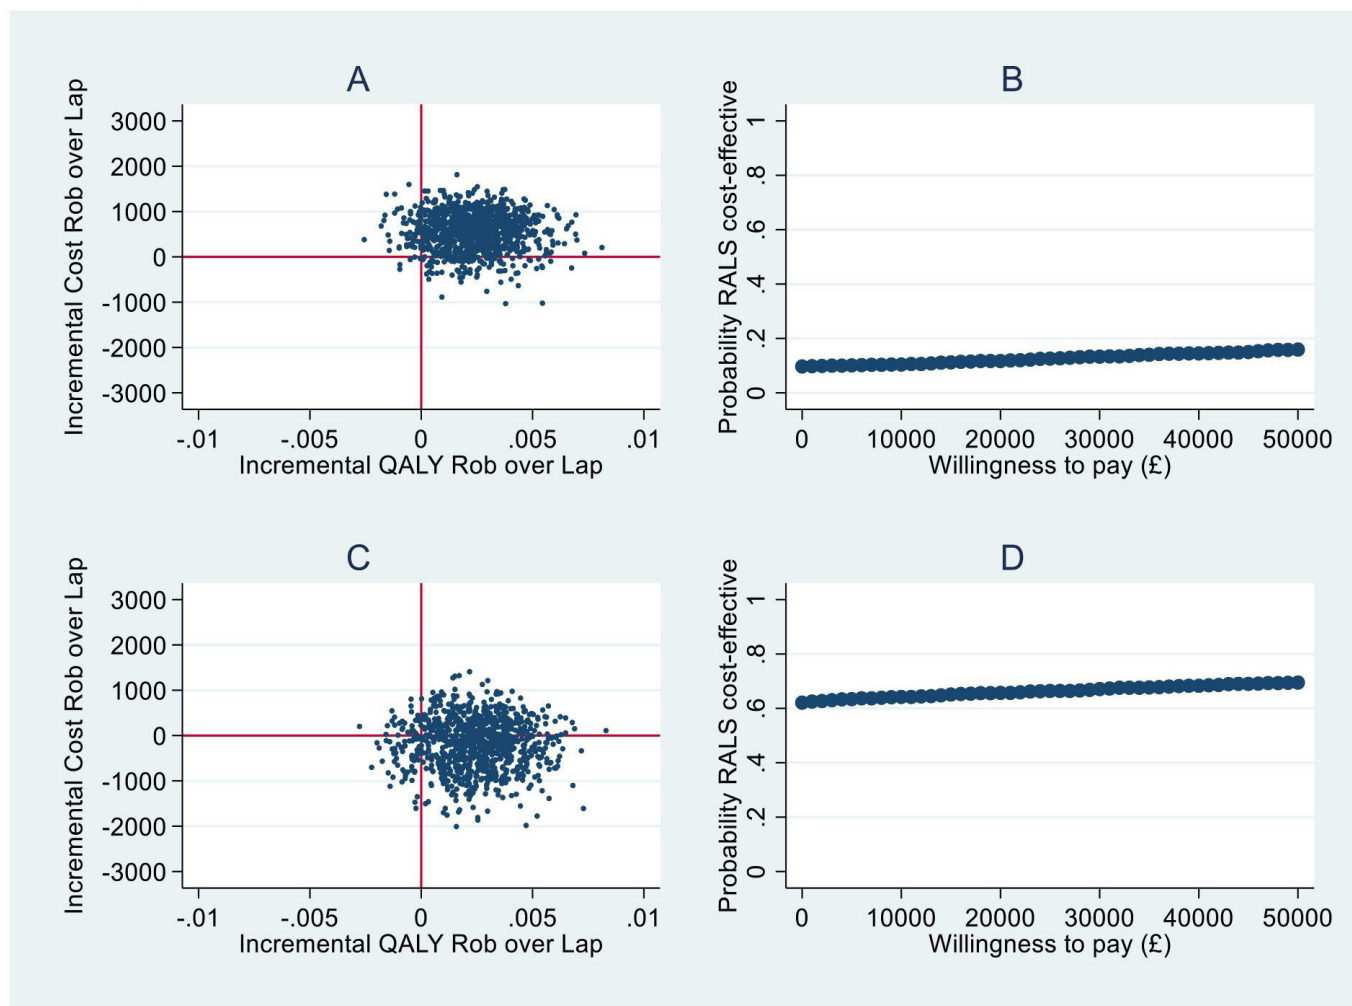 A
Incremental Cost Rob over Lap
3000
2000
1000
0
-1000
-2000
-3000
-.01 -.005 0 .005 .01
Incremental QALY Rob over Lap
B
Probability RALS cost-effective
1
.8
.6
.4
.2
0
0 10000 20000 30000 40000 50000
Willingness to pay (£)
C
Incremental Cost Rob over Lap
3000
2000
1000
0
-1000
-2000
-3000
-.01 -.005 0 .005 .01
Incremental QALY Rob over Lap
D
Probability RALS cost-effective
1
.8
.6
.4
.2
0
0 10000 20000 30000 40000 50000
Willingness to pay (£)